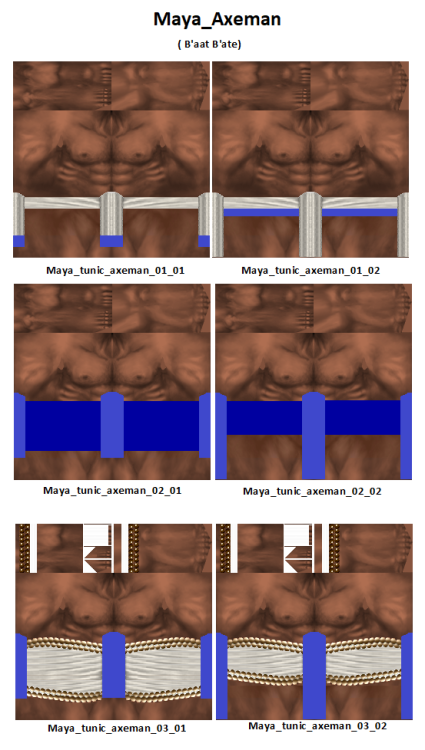 Maya_Axeman
( B'aat B'ate)
Maya_tunic_axeman_01_01
Maya_tunic_axeman_01_02
Maya_tunic_axeman_02_01
Maya_tunic_axeman_02_02
Maya_tunic_axeman_03_01
Maya_tunic_axeman_03_02